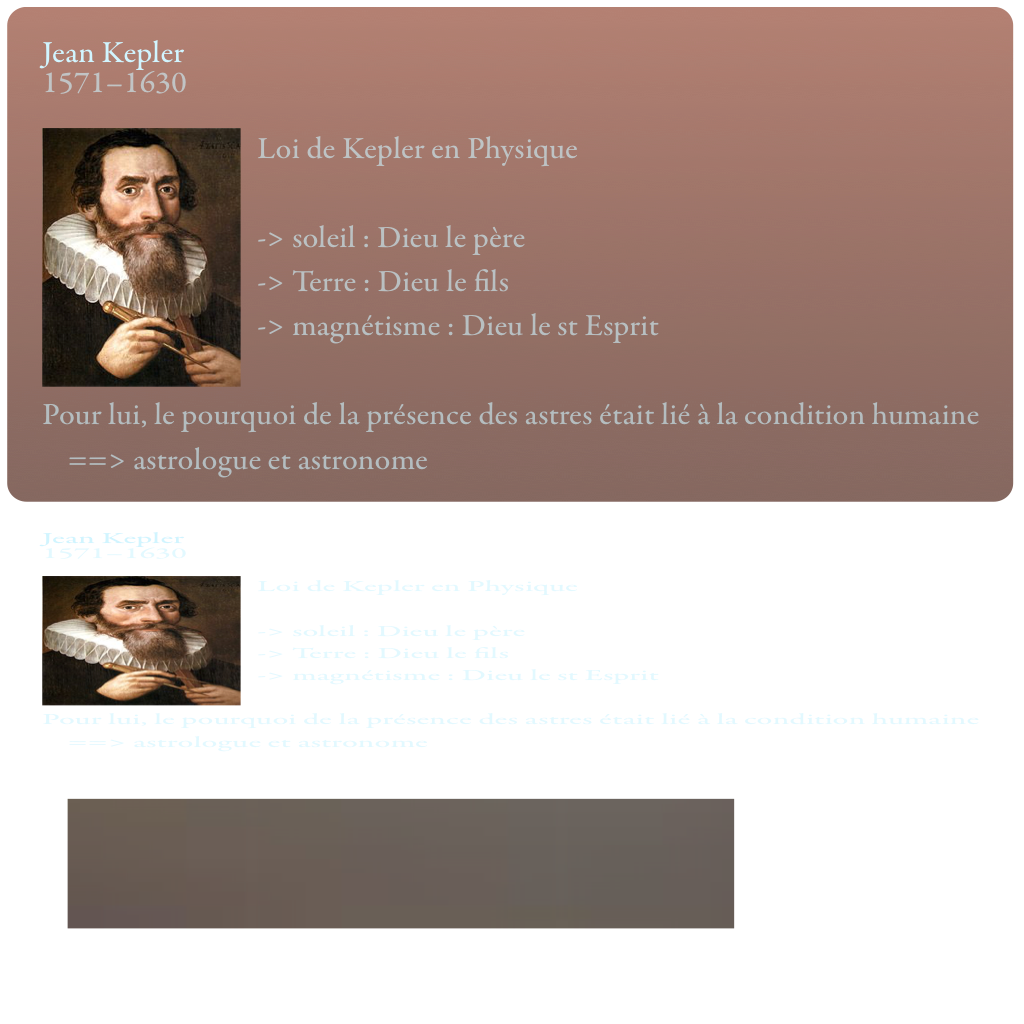 Jean Kepler
1571–1630
Loi de Kepler en Physique
-> soleil : Dieu le père
-> Terre : Dieu le fils
-> magnétisme : Dieu le st Esprit
Pour lui, le pourquoi de la présence des astres était lié à la condition humaine
==> astrologue et astronome
Jean Kepler
1571–1630
Loi de Kepler en Physique
-> soleil : Dieu le père
-> Terre : Dieu le fils
-> magnétisme : Dieu le st Esprit
Pour lui, le pourquoi de la présence des astres était lié à la condition humaine
==> astrologue et astronome